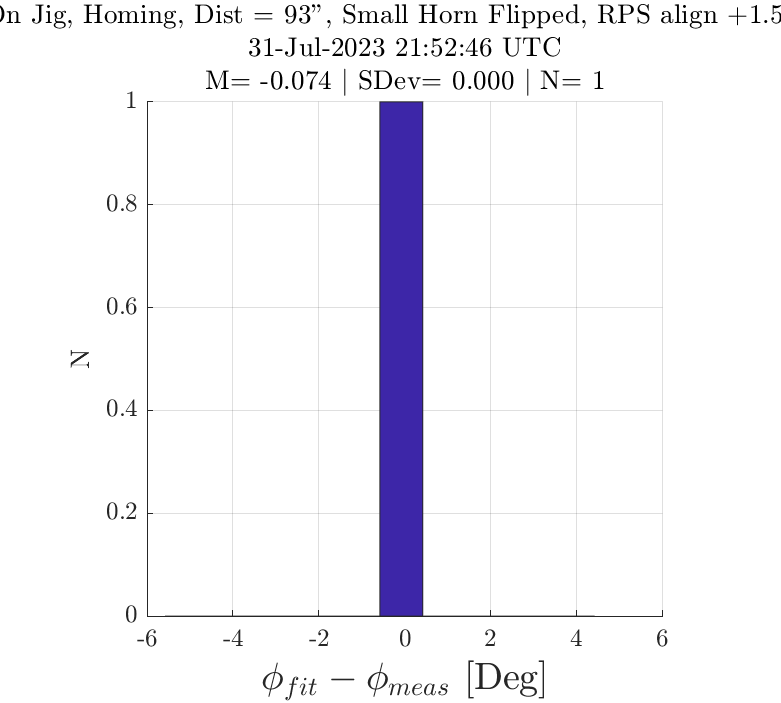 On Jig, Homing, Dist = 93”, Small Horn Flipped, RPS align +1.5
31-Jul-2023 21:52:46 UTC
M= -0.074 | SDev= 0.000 | N= 1
1
0.8
0.6
N
0.4
0.2
0
-6 -4 -2 0 2 4 6
ϕ_fit − ϕ_meas [Deg]